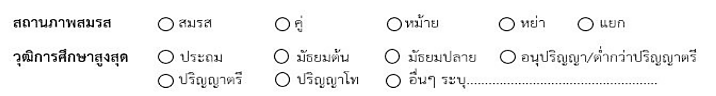 สถานภาพสมรส ○ สมรส ○ คู่ ○ หม้าย ○ หย่า ○ แยก
วุฒิการศึกษาสูงสุด ○ ประถม ○ มัธยมต้น ○ มัธยมปลาย ○ อนุปริญญา/ต่ำกว่าปริญญาตรี
○ ปริญญาตรี ○ ปริญญาโท ○ อื่นๆ ระบุ....................................................